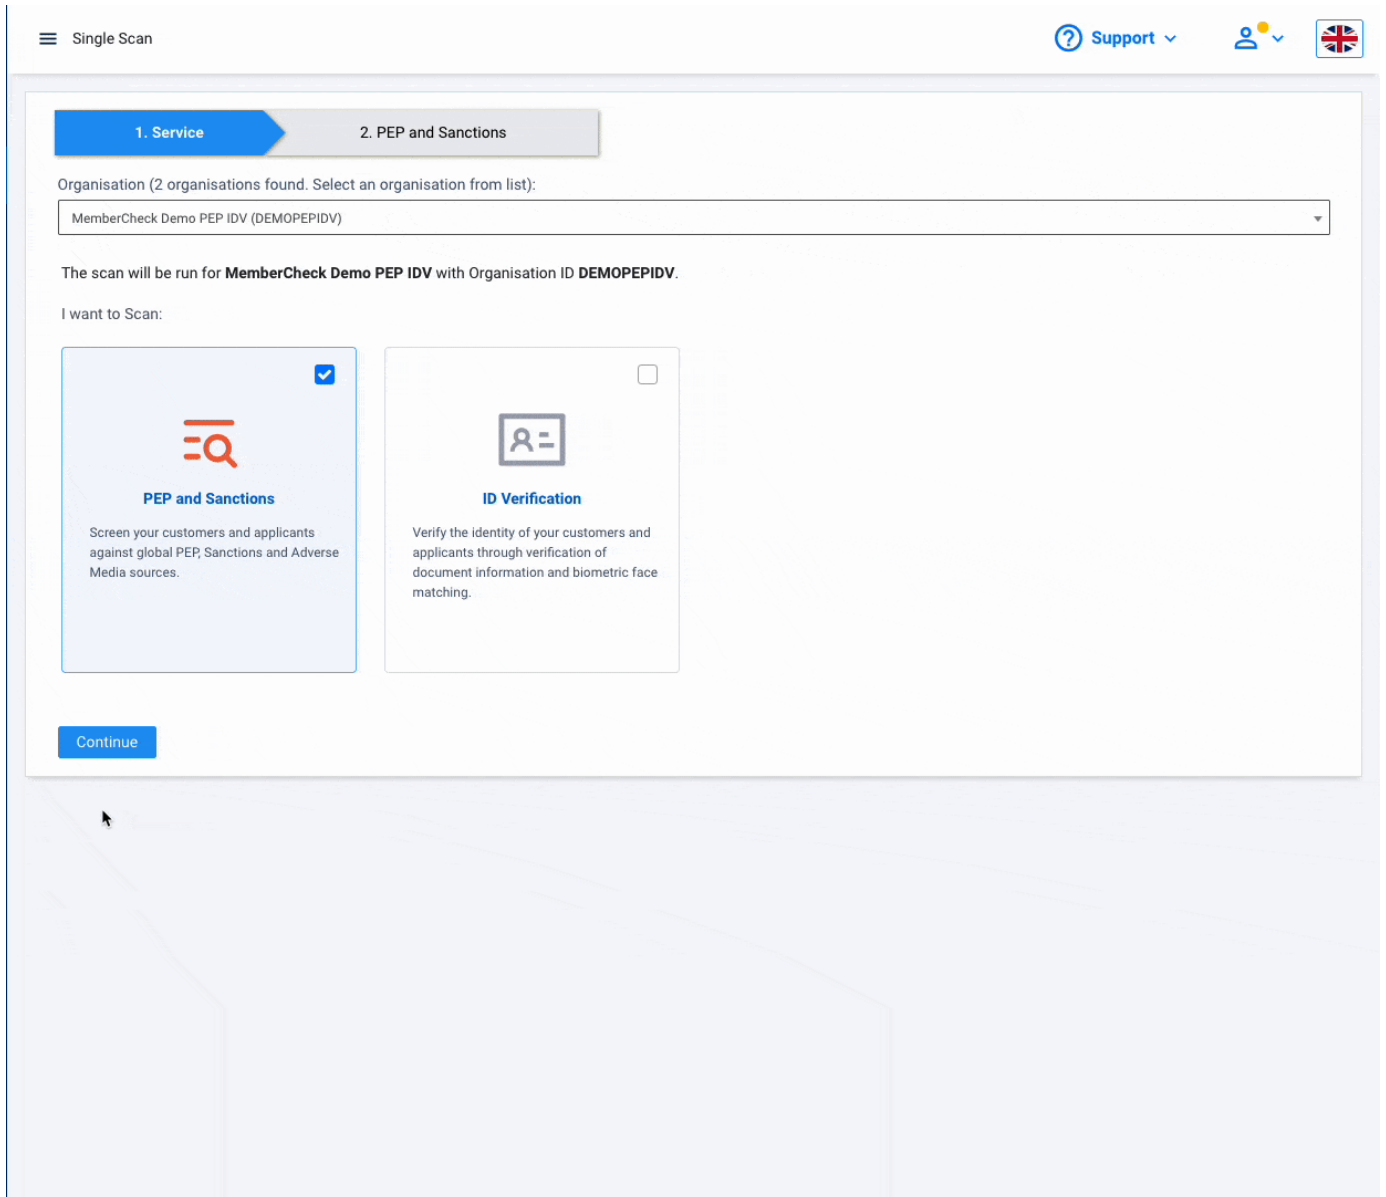 Single Scan
Support
1. Service
2. PEP and Sanctions
Organisation (2 organisations found. Select an organisation from list):
MemberCheck Demo PEP IDV (DEMOPEPIDV)
The scan will be run for MemberCheck Demo PEP IDV with Organisation ID DEMOPEPIDV.
I want to Scan:
PEP and Sanctions
Screen your customers and applicants
against global PEP, Sanctions and Adverse
Media sources.
ID Verification
Verify the identity of your customers and
applicants through verification of
document information and biometric face
matching.
Continue